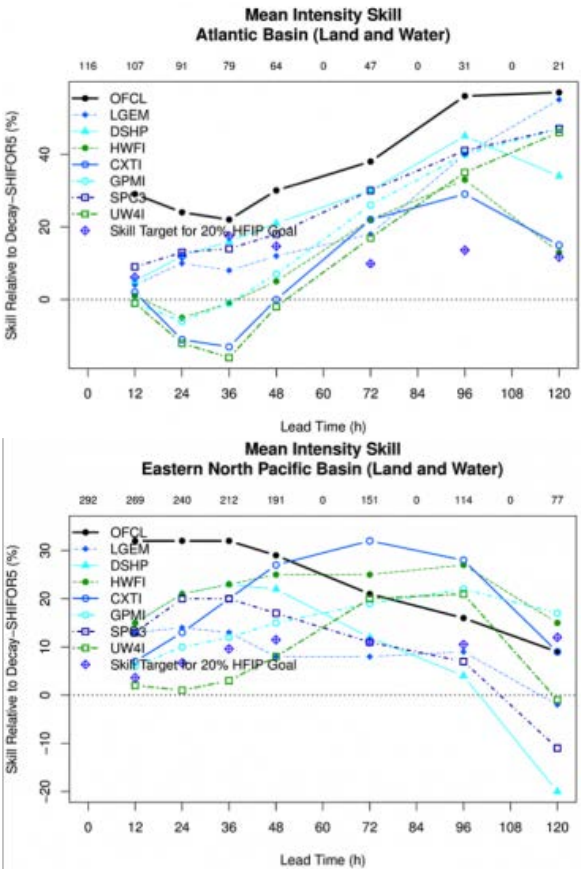 Mean Intensity Skill
Atlantic Basin (Land and Water)
116 107 91 79 64 0 47 0 31 0 21
Skill Relative to Decay-SHIFOR5 (%)
40
20
0
OFCL
LGEM
DSHP
HWFI
CXTI
GPMI
SPC3
UW4I
Skill Target for 20% HFIP Goal
0 12 24 36 48 60 72 84 96 108 120
Lead Time (h)
Mean Intensity Skill
Eastern North Pacific Basin (Land and Water)
292 269 240 212 191 0 151 0 114 0 77
Skill Relative to Decay-SHIFOR5 (%)
30
20
10
0
-10
-20
OFCL
LGEM
DSHP
HWFI
CXTI
GPMI
SPC3
UW4I
Skill Target for 20% HFIP Goal
0 12 24 36 48 60 72 84 96 108 120
Lead Time (h)